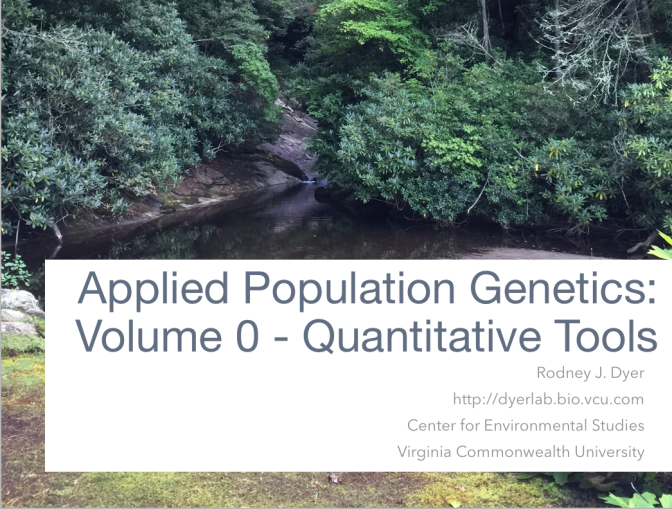 Applied Population Genetics:
Volume 0 - Quantitative Tools
Rodney J. Dyer
http://dyerlab.bio.vcu.com
Center for Environmental Studies
Virginia Commonwealth University